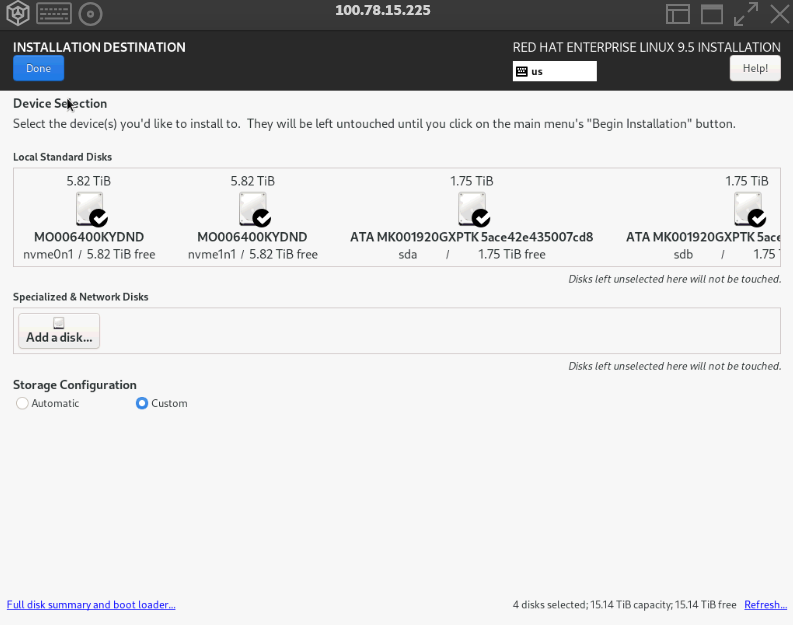 100.78.15.225
INSTALLATION DESTINATION
RED HAT ENTERPRISE LINUX 9.5 INSTALLATION
Done
us
Help!
Device Selection
Select the device(s) you'd like to install to. They will be left untouched until you click on the main menu's "Begin Installation" button.
Local Standard Disks
5.82 TiB 5.82 TiB 1.75 TiB 1.75 TiB
MO006400KYDND MO006400KYDND ATA MK001920GXPTK 5ace42e435007cd8 ATA MK001920GXPTK 5ace
nvme0n1 / 5.82 TiB free nvme1n1 / 5.82 TiB free sda / 1.75 TiB free sdb / 1.75 T
Disks left unselected here will not be touched.
Specialized & Network Disks
Add a disk...
Disks left unselected here will not be touched.
Storage Configuration
Automatic Custom
Full disk summary and boot loader... 4 disks selected; 15.14 TiB capacity; 15.14 TiB free Refresh...